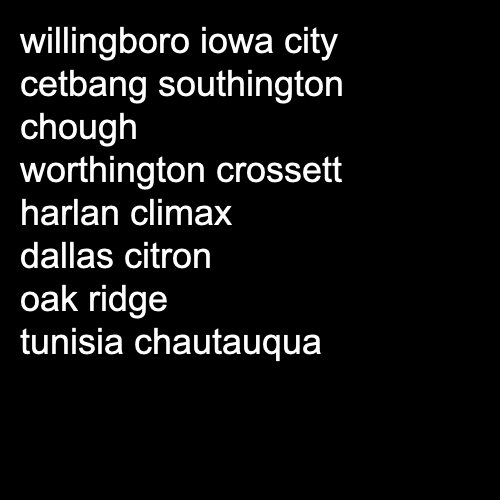 willingboro iowa city
cetbang southington
chough
worthington crossett
harlan climax
dallas citron
oak ridge
tunisia chautauqua